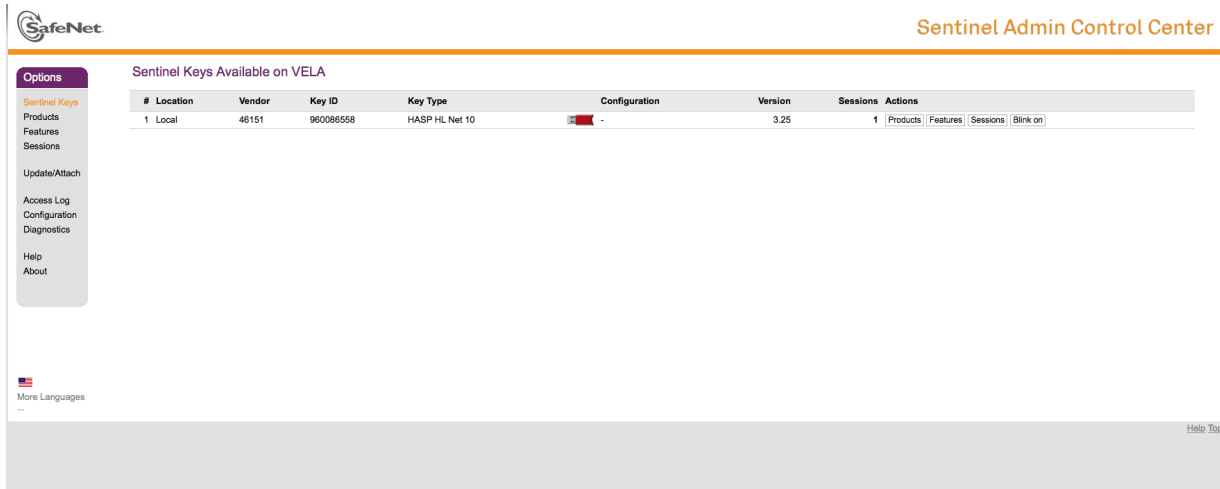 SafeNet.
Sentinel Admin Control Center
Options
Sentinel Keys
Products
Features
Sessions
Update/Attach
Access Log
Configuration
Diagnostics
Help
About
Sentinel Keys Available on VELA
# Location Vendor Key ID Key Type Configuration Version Sessions Actions
1 Local 46151 960086558 HASP HL Net 10 - 3.25 1 Products Features Sessions Blink on
More Languages
...
Help Top